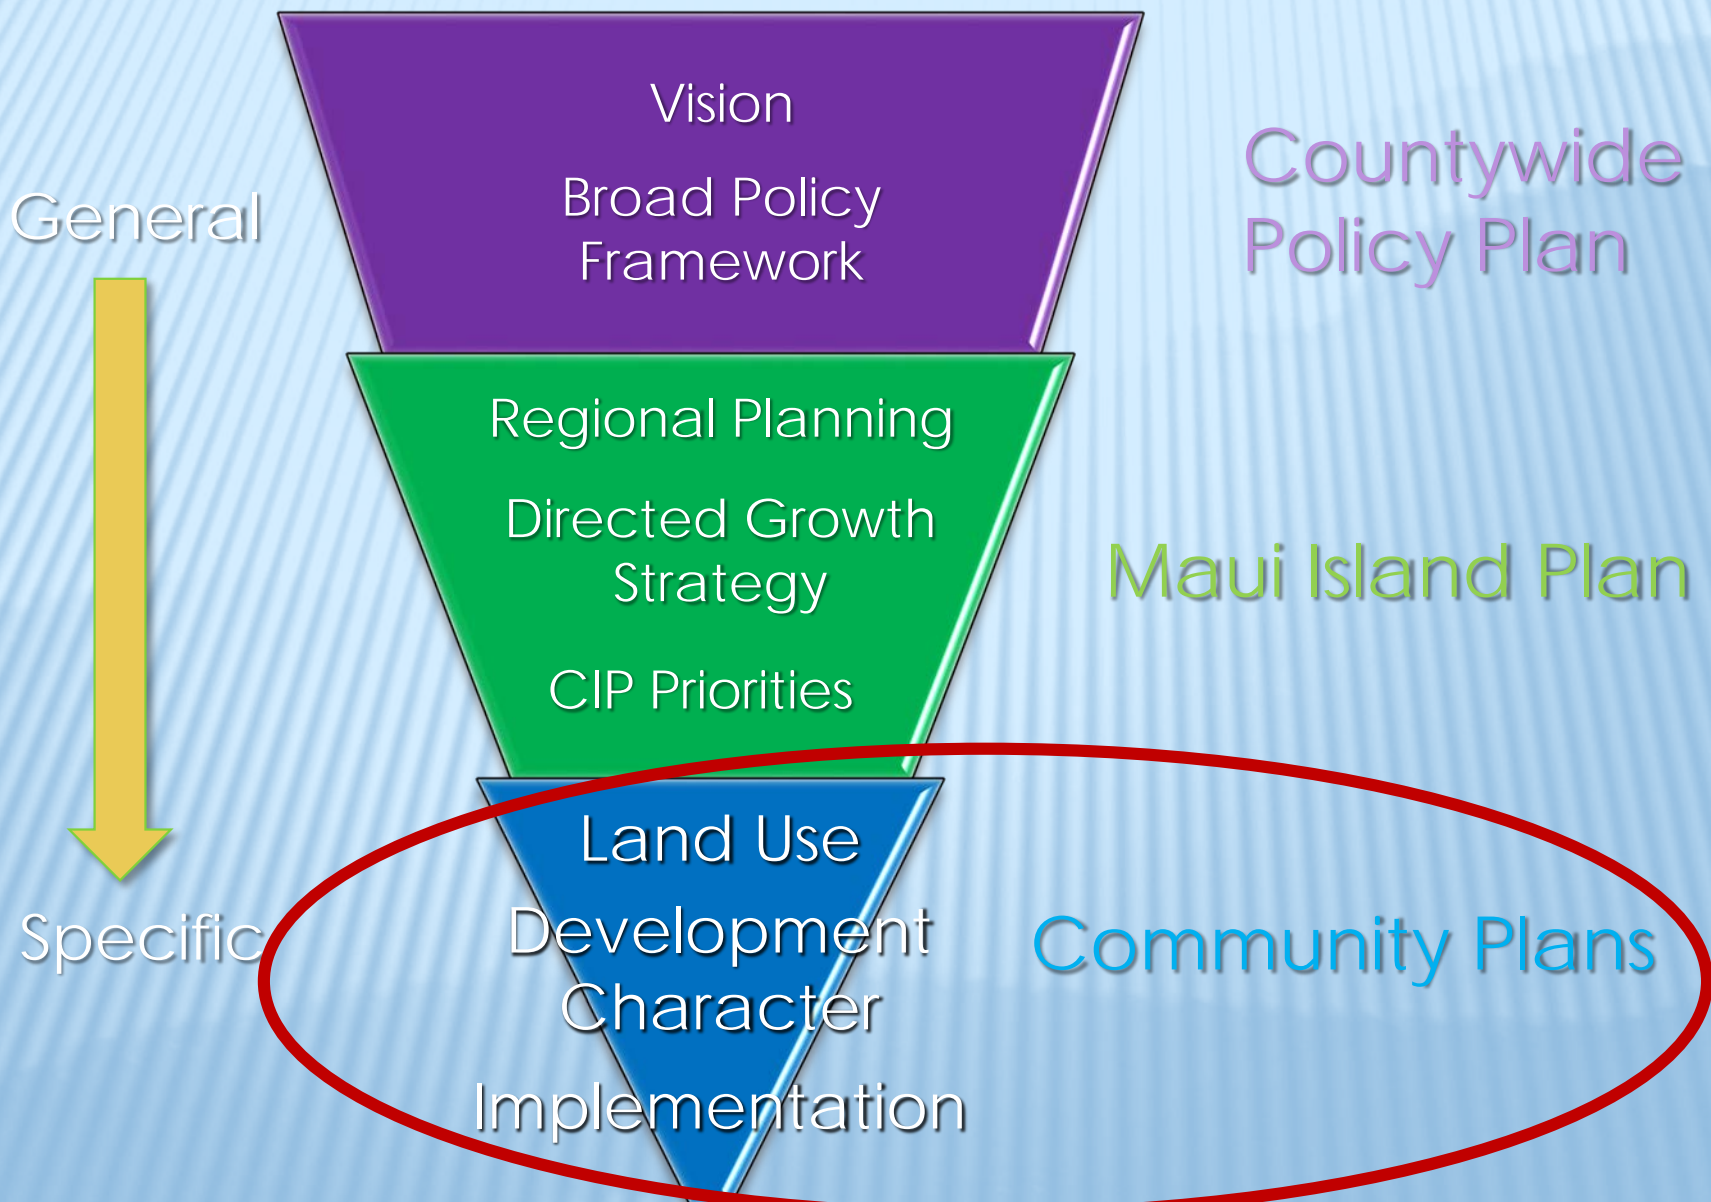 Vision
Broad Policy
Framework
Countywide
Policy Plan
General
Regional Planning
Directed Growth
Strategy
CIP Priorities
Maui Island Plan
Land Use
Development
Character
Implementation
Community Plans
Specific